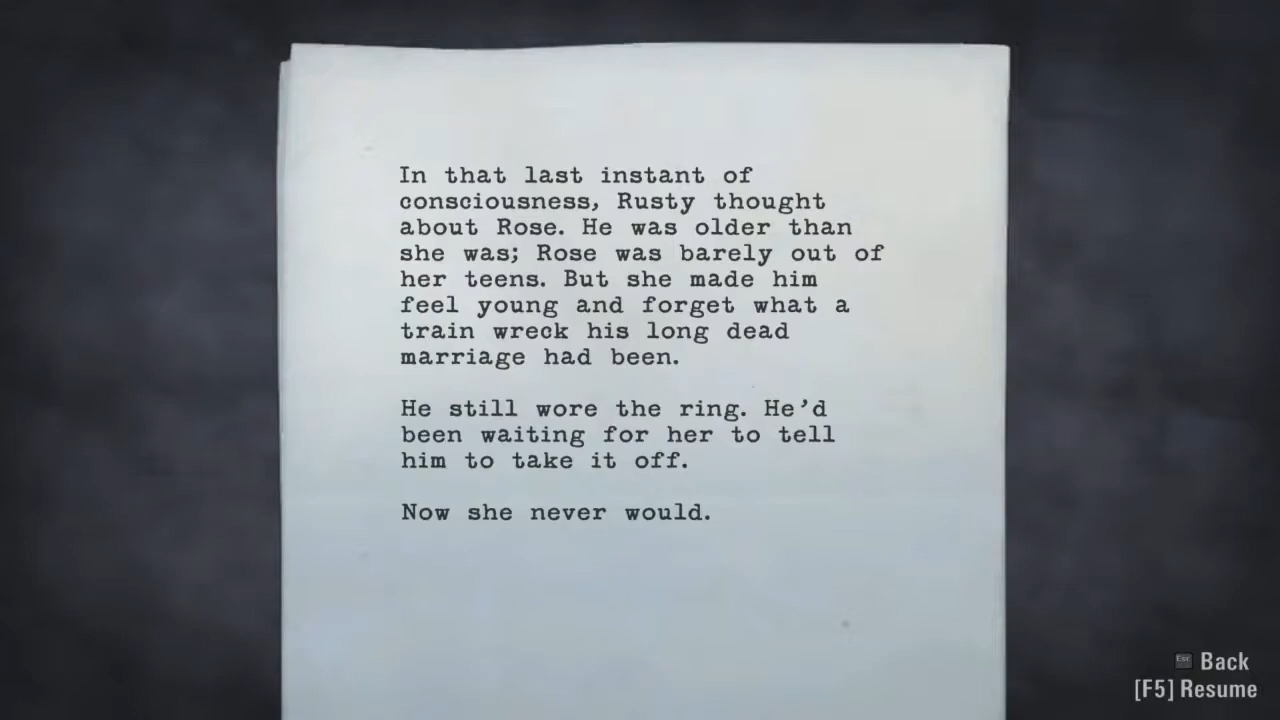 In that last instant of
consciousness, Rusty thought
about Rose. He was older than
she was; Rose was barely out of
her teens. But she made him
feel young and forget what a
train wreck his long dead
marriage had been.
He still wore the ring. He’d
been waiting for her to tell
him to take it off.
Now she never would.
Esc Back
[F5] Resume